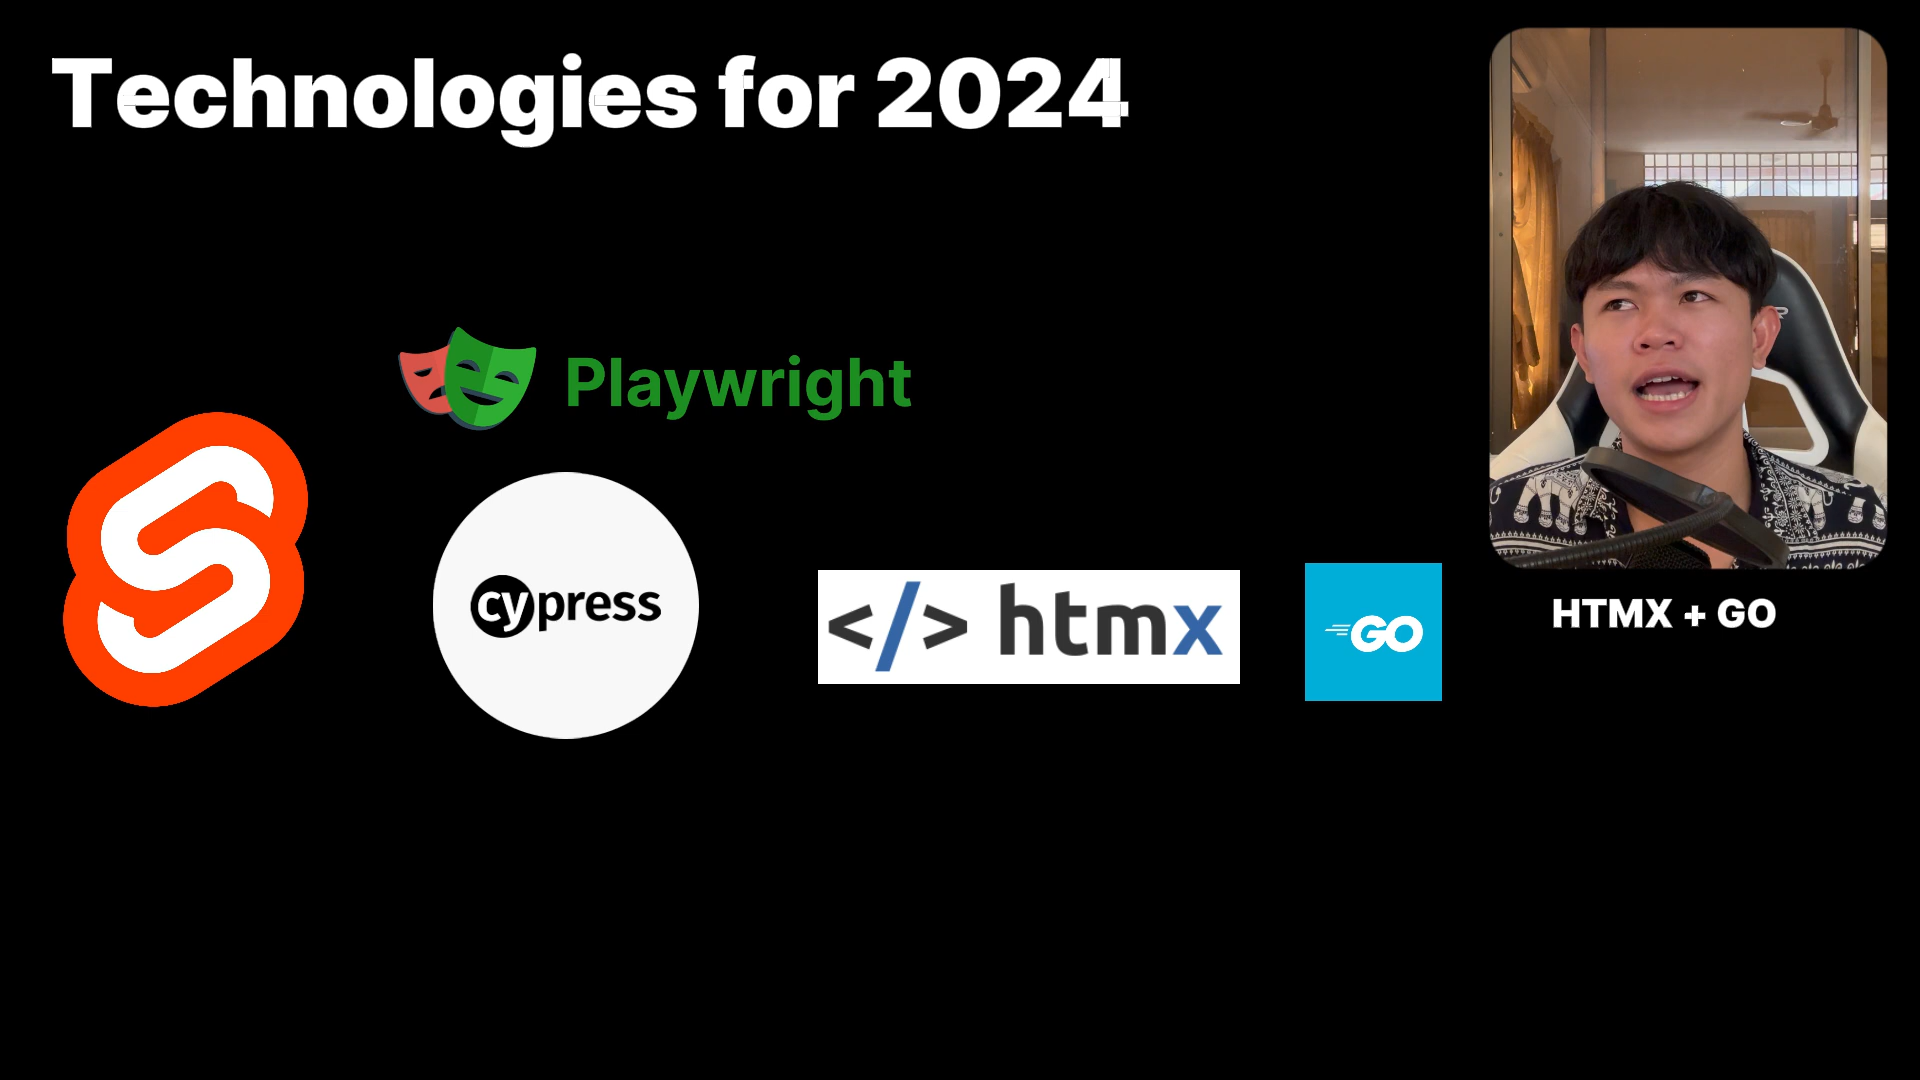 Technologies for 2024
Playwright
cypress
</> htmx
GO
HTMX + GO